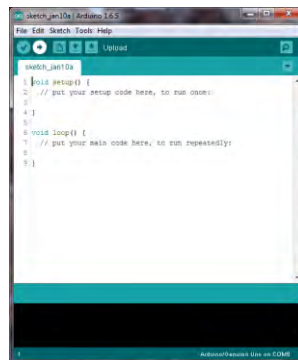 sketch_jan10a | Arduino 1.6.5
File Edit Sketch Tools Help
Upload
sketch_jan10a
1 void setup() {
2 // put your setup code here, to run once:
3
4 }
5
6 void loop() {
7 // put your main code here, to run repeatedly:
8
9 }
1
Arduino/Genuino Uno on COM6